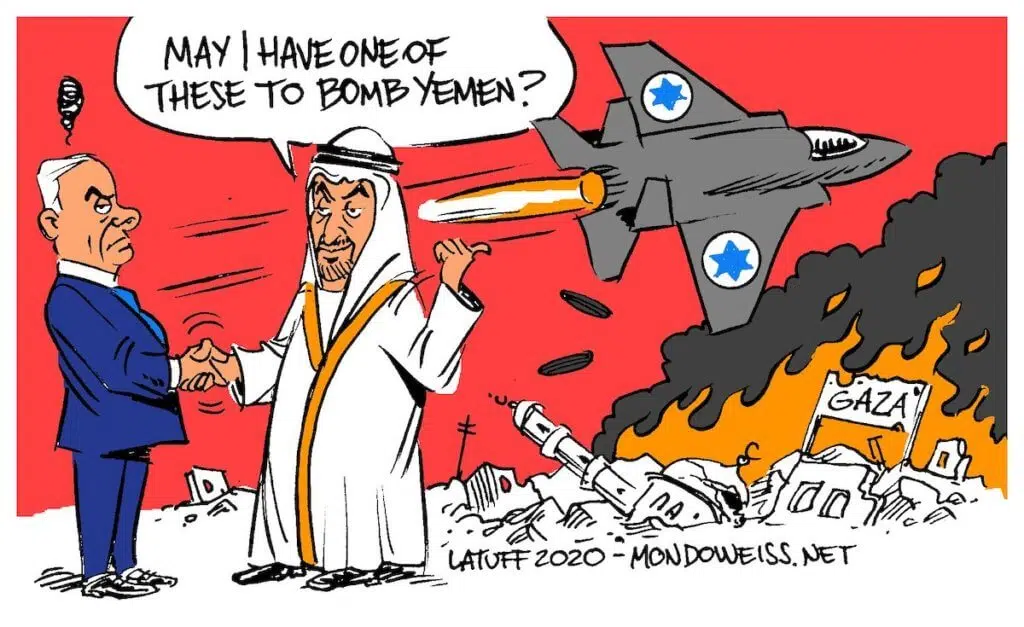 MAY I HAVE ONE OF
THESE TO BOMB YEMEN?
GAZA
LATUFF 2020 - MONDOWEISS.NET